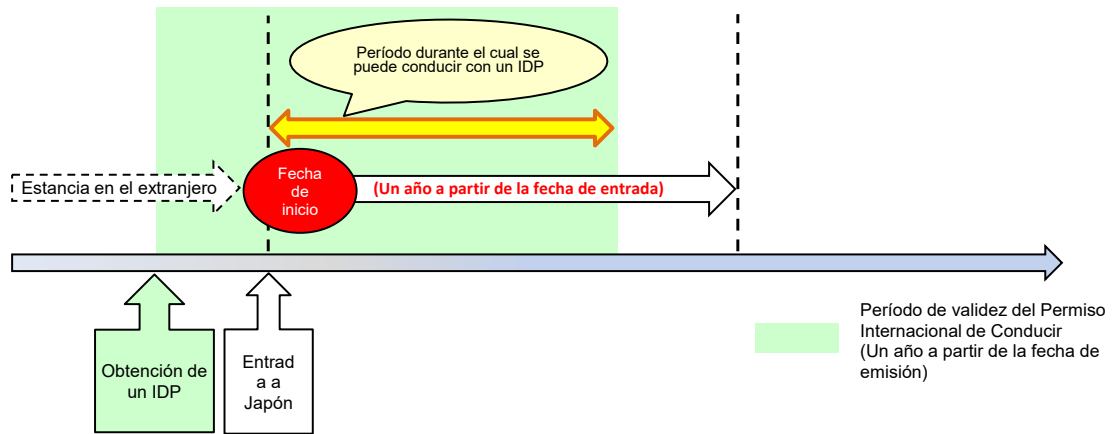 Período durante el cual se
puede conducir con un IDP
Estancia en el extranjero
Fecha
de
inicio
(Un año a partir de la fecha de entrada)
Obtención de
un IDP
Entrad
a a
Japón
Período de validez del Permiso
Internacional de Conducir
(Un año a partir de la fecha de
emisión)